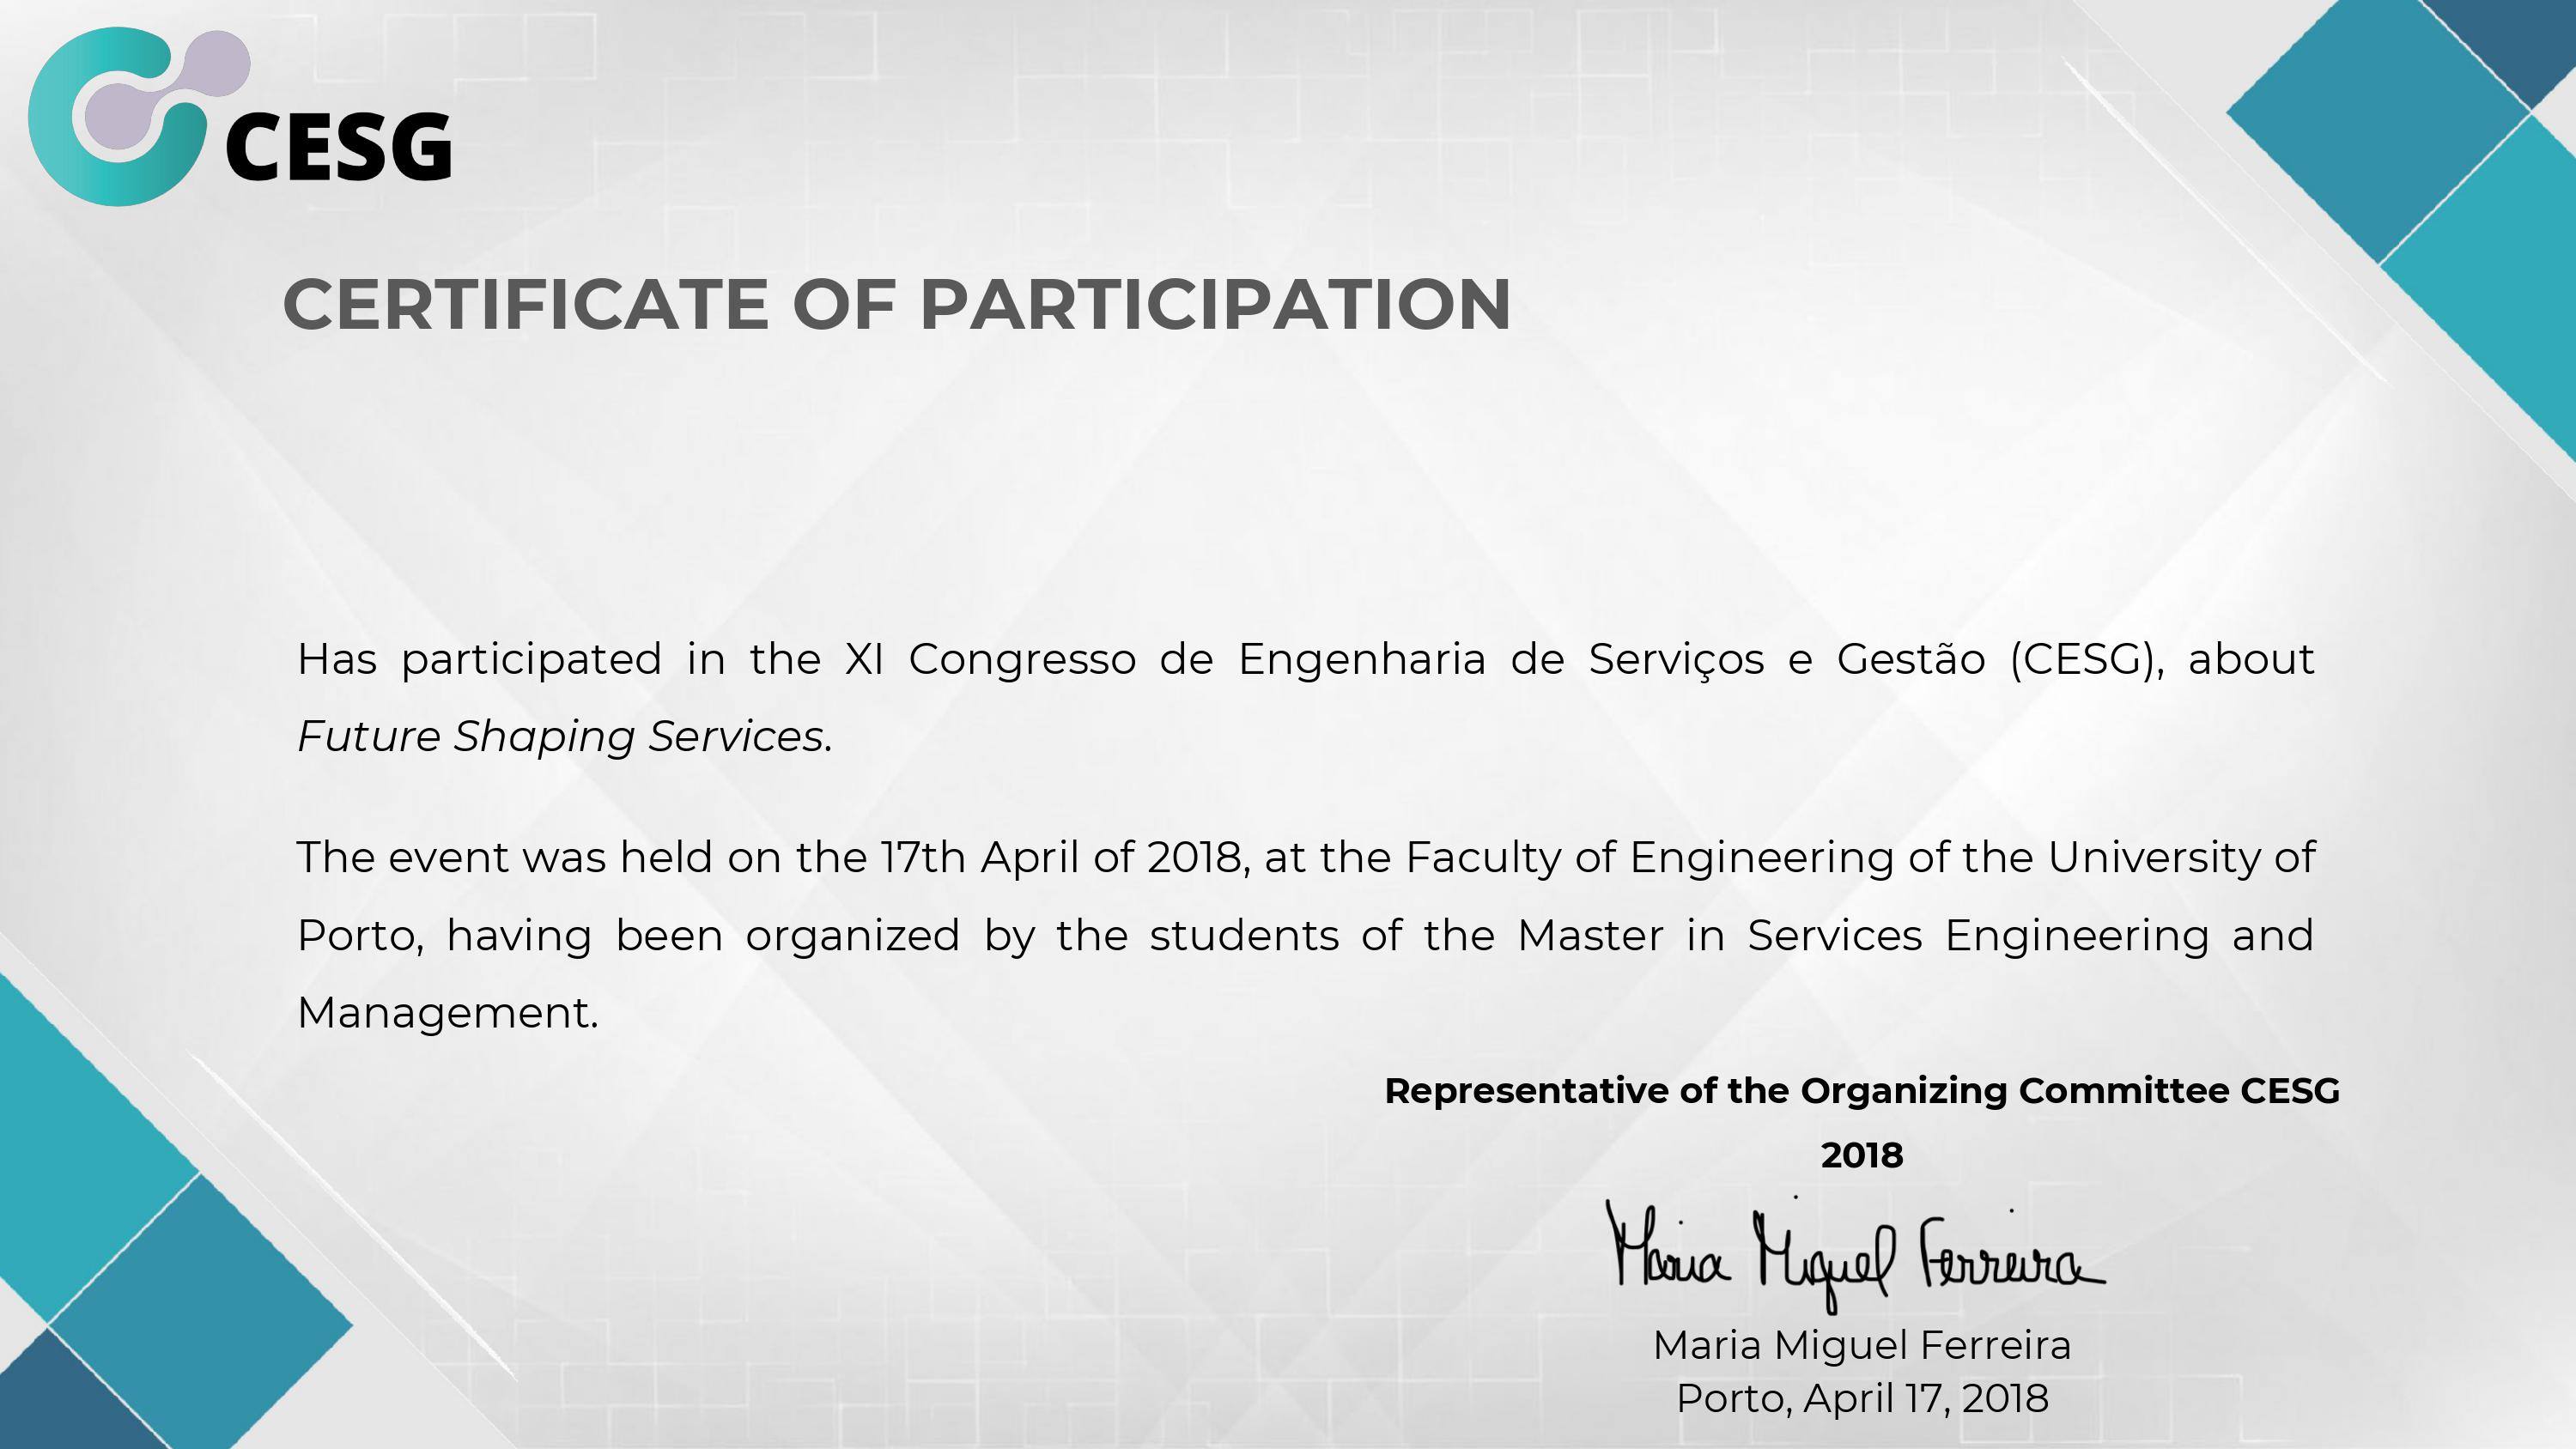 CESG
CERTIFICATE OF PARTICIPATION
Has participated in the XI Congresso de Engenharia de Serviços e Gestão (CESG), about
Future Shaping Services.
The event was held on the 17th April of 2018, at the Faculty of Engineering of the University of
Porto, having been organized by the students of the Master in Services Engineering and
Management.
Representative of the Organizing Committee CESG
2018
Maria Miguel Ferreira
Maria Miguel Ferreira
Porto, April 17, 2018